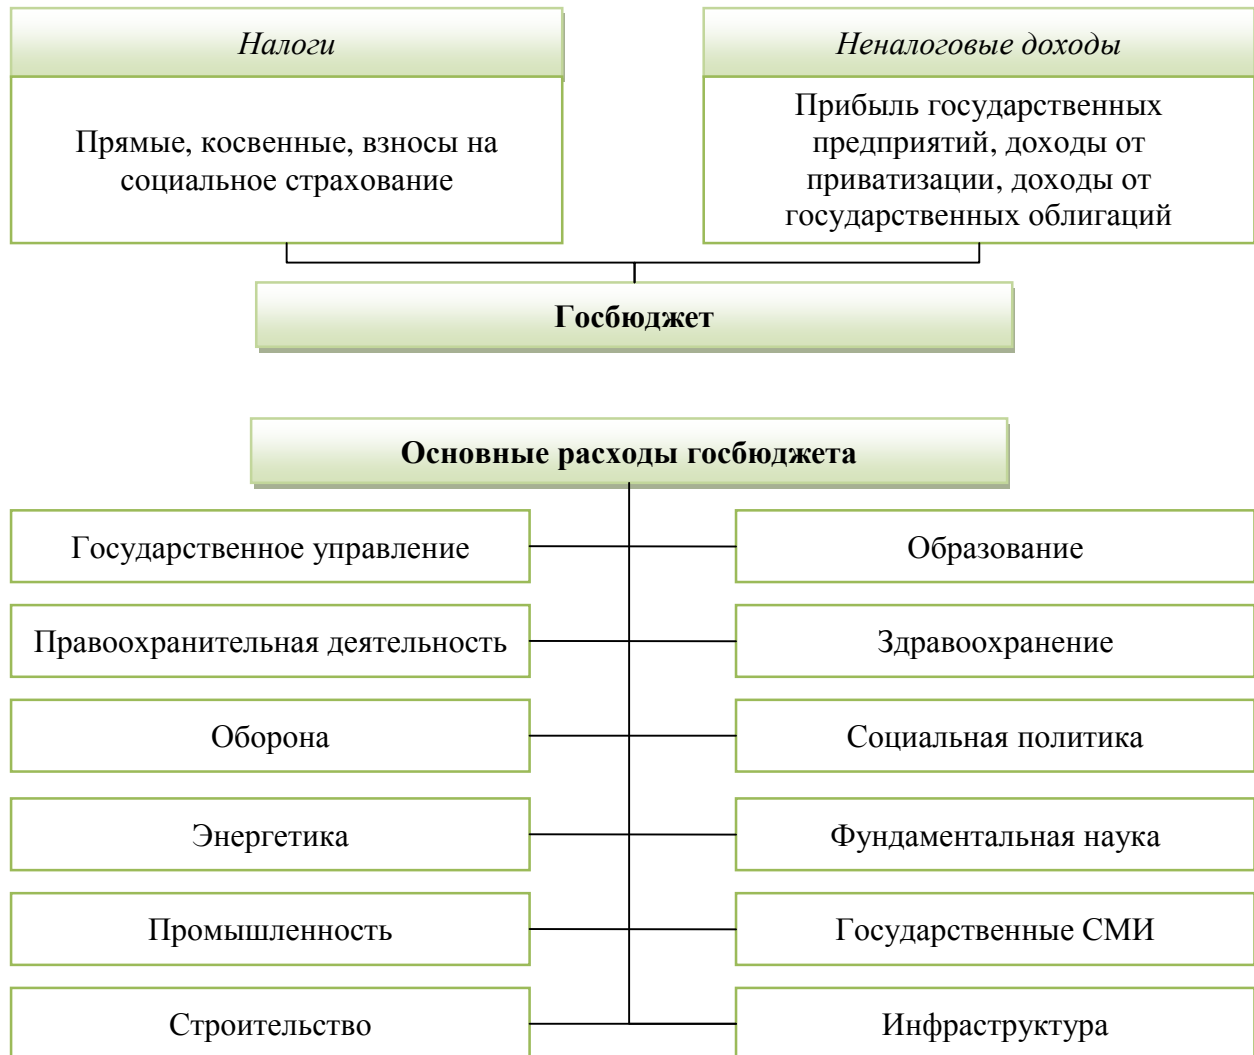 Налоги
Прямые, косвенные, взносы на
социальное страхование
Неналоговые доходы
Прибыль государственных
предприятий, доходы от
приватизации, доходы от
государственных облигаций
Госбюджет
Основные расходы госбюджета
Государственное управление
Образование
Правоохранительная деятельность
Здравоохранение
Оборона
Социальная политика
Энергетика
Фундаментальная наука
Промышленность
Государственные СМИ
Строительство
Инфраструктура